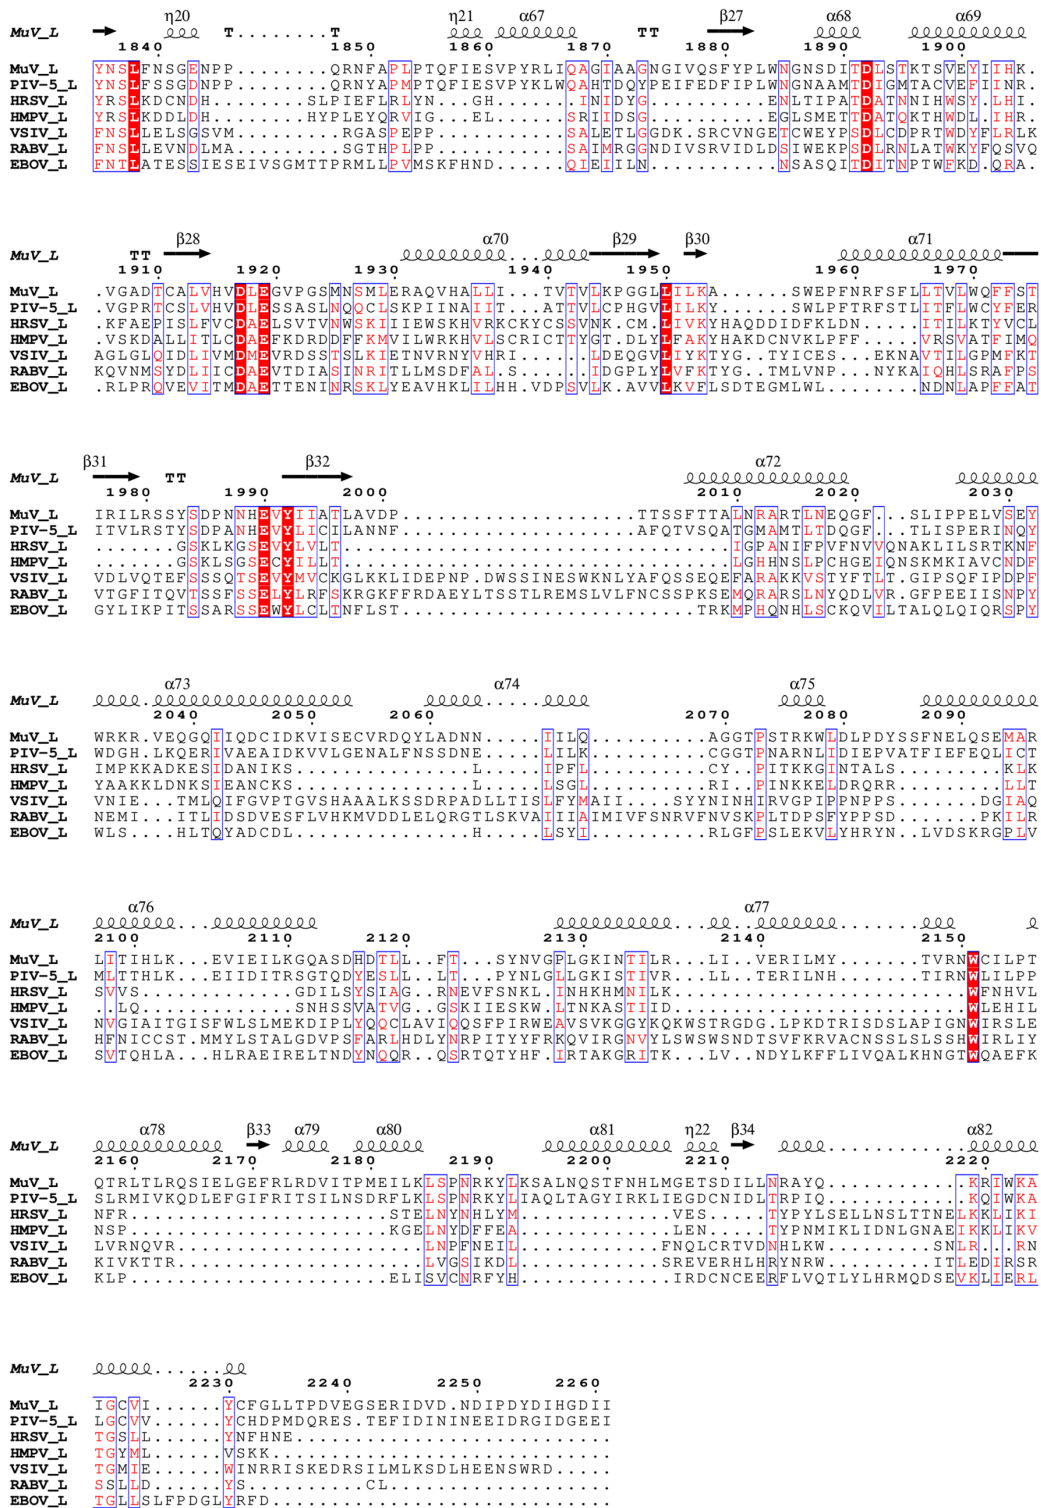 η20 η21 α67 β27 α68 α69
MuV_L TT TT
1840 1850 1860 1870 1880 1890 1900
MuV_L YNSLFNSGENPP........QRNFAPLPTQFIESVPYRLIQAGIAAGNGIVQSFYPLWNGNSDITDLSTKTSVEYIIHK.
PIV-5_L YNSLFSSGDNPP........QRNYAPMPTQFIESVPYKLWQAHTDQYPEIFEDFIPLWNGNAAMTDIGMTACVEFIINR.
HRSV_L YRSLKDCNDH......SLPIEFLRLYN...GH....INIDYG........ENLTIPATDATNNIHWSYLHI.
HMPV_L YRSLKDDLDH......HYPLEYQRVIG...EL....SRIIDSG.......EGLSMETTDATQKTHWDLIHR.
VSIV_L FNSLLELSGSVM.......RGASPEPP.........SALETLGGDK.SRCVNGETCWEYPSDLCDPRTWDYFLRLK
RABV_L FNSLLEVNDLMA.......SGTHPLPP.........SAIMRGGNDIVSRVIDLDSIWEKPSDLRNLATWKYFQSVQ
EBOV_L FNTLATESSIESEIVSGMTTPRMLLPVMSKFHND....QIEIILN.......NSASQITDITNPTWFKD.QRA
β28 α70 β29 β30 α71
MuV_L TT
1910 1920 1930 1940 1950 1960 1970
MuV_L .VGADTCALVHVDLEGVPGSMNSMLERAQVHALLI...TVTVLKPGGLLILKA......SWEPFNRFSFLLTVLWQFFST
PIV-5_L .VGPRTCSLVHVDLESSASLNQQCLSKPIINAIIT...ATTVLCPHGVLILKY......SWLPFTRFSTLITFLWCYFER
HRSV_L .KFAEPISLFVCDAELSVTVNWSKIIIEWSKHVRKCKYCSSVNK.CMLIVKYHAQDDIDFKLDN....ITILKTYVCL
HMPV_L .VSKDALLITLCDAEFKDRDDFFKMVILWRKHVLSCRICTTYGT.DLYLFAKYHAKDCNVKLPFF....VRSVATFIMQ
VSIV_L AGLGLQIDLIVMDMEVRDSSTSLKIETNVRNYVHRI......LDEQGVLIYKTYG.TYICES...EKNAVTILGPMFKT
RABV_L KQVNMSYDLIICDAEVTDIASINRITLLMSDFALS.......IDGPLYLVFKTYG..TMLVNP..NYKAIQHLSRAFPS
EBOV_L .RLPRQVEVITMDAETTENINRSKLYEAVHKLILHH.VDPSVLKAVVLKVFLSDTEGMLWL......NDNLAPFFAT
β31 β32 α72
MuV_L TT
1980 1990 2000 2010 2020 2030
MuV_L IRILRSSYSDPNNHEVYIIATLAVDP....................TTSSFTTALNRARTLNEQGF...SLIPPELVSEY
PIV-5_L ITVLRSYSDPANHEVYLICILANNF....................AFQTVSQATGMAMTLTDQGF...TLISPERINQY
HRSV_L .......GSKLKGSEVYLVLT............................IGPANIFPVFNVVQNAKLILSRTKNF
HMPV_L .......GSKLSGSECYILLT............................LGHHNSLPCHGEIQNSKMKIAVCNDF
VSIV_L VDLVQTEFSSSQTSEVYMVCKGLKKLIDEPNP.DWSSINESWKNLYAFQSSEQEFARAKKVSTYFTLT.GIPSQFIPDPF
RABV_L VTGFITQVTSSFSSELYLRFSKRGKFFRDAEYLTSSTLREMSLVLFNCSSPKSEMQRARSLNYQDLVR.GFPEEIISNPY
EBOV_L GYLIKPITSSARSSEWYLCLTNFLST....................TRKMPHQNHLSCKQVILTALQLQIQRSPY
α73 α74 α75
MuV_L
2040 2050 2060 2070 2080 2090
MuV_L WRKR.VEQGQIIQDCIDKVISECVRDQYLADNN........IILQ..........AGGTPSTRKWLDLPDYSSFNELQSEMAR
PIV-5_L WDGH.LKQERIVAEAIDKVVLGENALFNSSDNE........LILK..........CGGTPNARNLIDIEPVATFIEFEQLICT
HRSV_L IMPKKADKESIDANIKS...............L.....IPFL..........CY..PITKKGINTALS.......KLK
HMPV_L YAAKKLDNKSIEANCKS...............L.....LSGL..........RI..PINKKELDRQRR.......LLT
VSIV_L VNIE...TMLQIFGVPTGVSHAAALKSSDRPADLLTISLFYMAII...SYYNINHIRVGPIPPNPPS.....DGIAQ
RABV_L NEMI...ITLIDSDVESFLVHKMVDDLELQRGTLSKVAIIIAIMIVFSNRVFNVSKPLTDPSFYPPSD.....PKILR
EBOV_L WLS....HLTQYADCDL...............H.....LSYI..........RLGFPSLEKVLYHRYN..LVDSKRGPLV
α76 α77
MuV_L
2100 2110 2120 2130 2140 2150
MuV_L LITIHLK..EVIEILKGQASDHDTLL..FT...SYNVGPLGKINTILR..LI..VERILMY......TVRNWCILPT
PIV-5_L MLTTHLK..EIIDITRSGTQDYESLL..LT...PYNLGLLGKISTIVR..LL..TERILNH......TIRNWLILPP
HRSV_L SVVS.............GDILSYSIAG..RNEVFSNKL.INHKHMNILK.........................WFNHVL
HMPV_L ..LQ.............SNHSSVATVG..GSKIIESKW.LTNKASTIID.........................WLEHIL
VSIV_L NVGIAITGISFWLSLMEKDIPLYQQCLAVIQQSFPIRWEAVSVKGGYKQKWSTRGDG.LPKDTRISDSLAPIGNWIRSLE
RABV_L HFNICCST.MMYLSTALGDVPSFARLHDLYNRPITYYFRKQVIRGNVYLSWSWSNDTSVFKRVACNSSLSLSSHWIRLIY
EBOV_L SVTQHLA..HLRAEIRELTNDYNQQR..QSRTQTYHF.IRTAKGRITK..LV..NDYLKFFLIVQALKHNGTWQAEFK
α78 β33 α79 α80 α81 η22 β34 α82
MuV_L
2160 2170 2180 2190 2200 2210 2220
MuV_L QTRLTLRQSIELGEFRLRDVITPMEILKLSPNRKYLKSALNQSTFNHLMGETSDILLNRAYQ...........KRIWKA
PIV-5_L SLRMIVKQDLEFGIFRITSILNSDRFLKLSPNRKYLIAQLTAGYIRKLIEGDCNIDLTRPIQ...........KQIWKA
HRSV_L NFR.....................STELNYNHLYM............VES....TYPYLSELLNSLTTNELKKLIKI
HMPV_L NSP.....................KGELNYDFFEA............LEN....TYPNMIKLIDNLGNAEIKKLIKV
VSIV_L LVRNQVR.....................LNPFNEIL............FNQLCRTVDNHLKW........SNLR..RN
RABV_L KIVKTTR.....................LVGSIKDL............SREVERHLHRYNRW........ITLEDIRSR
EBOV_L KLP.....................ELISVCNRFYH............IRDCNCEERFLVQTLYLHRMQDSEVKLIERL
MuV_L
2230 2240 2250 2260
MuV_L IGCVI......YCFGLLTPDVEGSERIDVD.NDIPDYDIHGDII
PIV-5_L LGCVV......YCHDPMDQRES.TEFIDININEEIDRGIDGEEI
HRSV_L TGSLL......YNFHNE...........................
HMPV_L TGYML......VSKK.............................
VSIV_L TGMIE......WINRRISKEDRSILMLKSDLHEENSWRD.....
RABV_L SSLLD......YS...........CL..................
EBOV_L TGLLSLFPDGLYRFD.............................